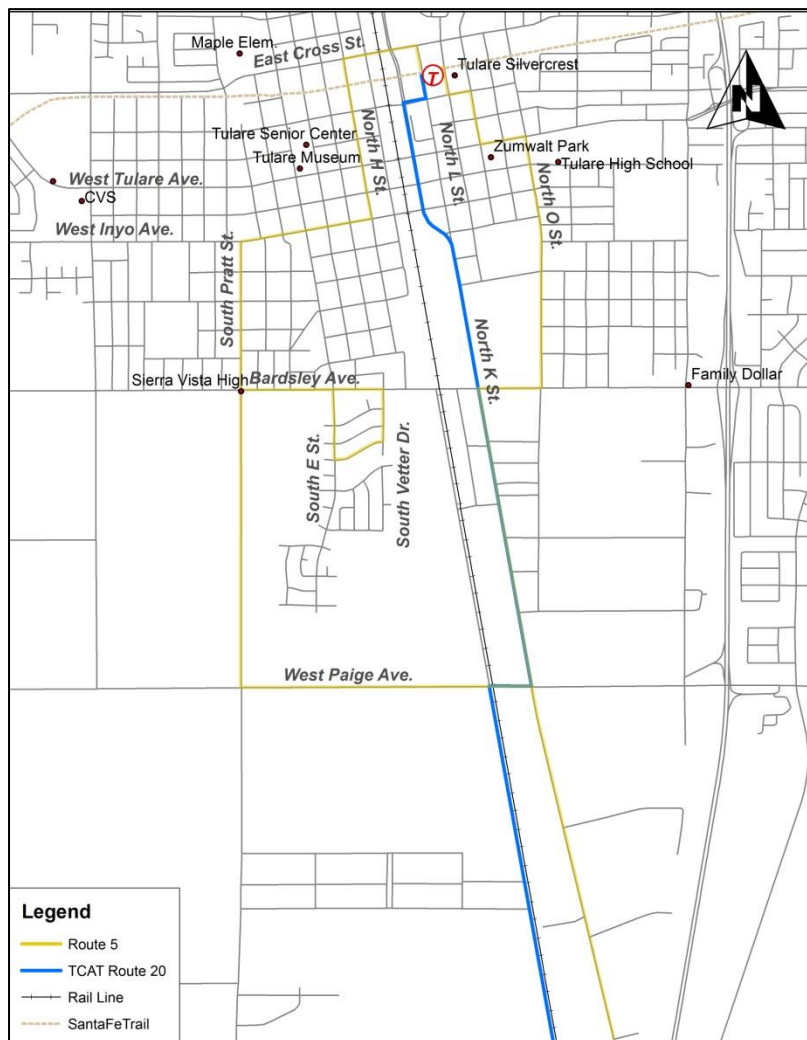 Maple Elem.
East Cross St.
T
Tulare Silvercrest
N
Tulare Senior Center
Tulare Museum
North H St.
North L St.
Zumwalt Park
Tulare High School
North O St.
West Tulare Ave.
CVS
West Inyo Ave.
South Pratt St.
North K St.
Sierra Vista High
Bardsley Ave.
Family Dollar
South E St.
South Vetter Dr.
West Paige Ave.
Legend
Route 5
TCAT Route 20
Rail Line
SantaFeTrail